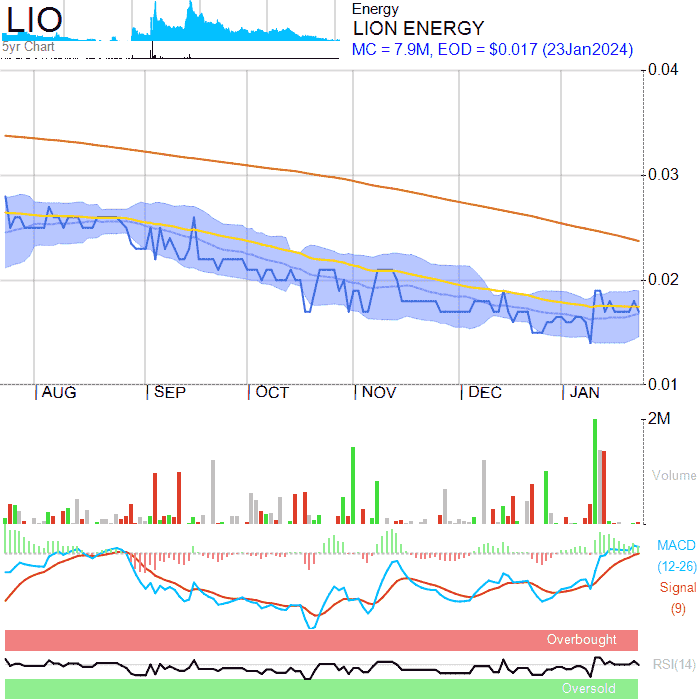 LIO
5yr Chart
Energy
LION ENERGY
MC = 7.9M, EOD = $0.017 (23Jan2024)
0.04
0.03
0.02
0.01
AUG SEP OCT NOV DEC JAN
2M
Volume
MACD
(12-26)
Signal
(9)
Overbought
RSI(14)
Oversold